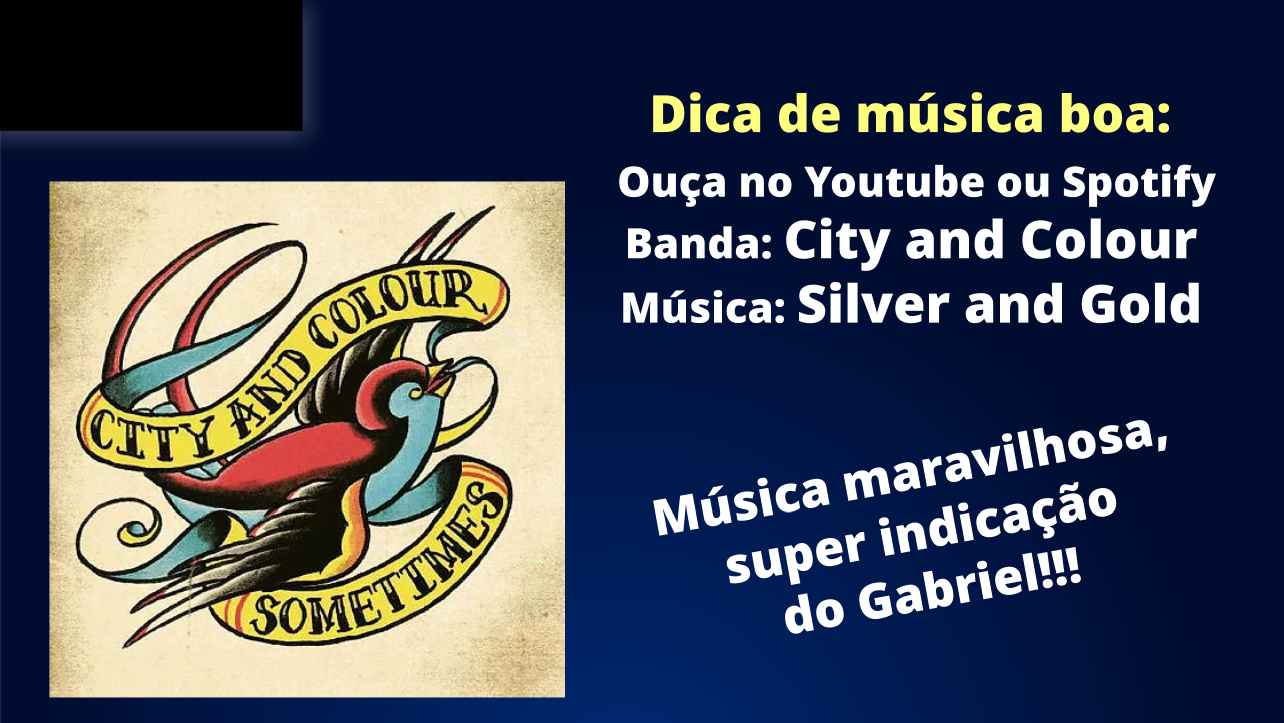 Dica de música boa:
Ouça no Youtube ou Spotify
Banda: City and Colour
Música: Silver and Gold
CITY AND COLOUR
SOMETIMES
Música maravilhosa,
super indicação
do Gabriel!!!